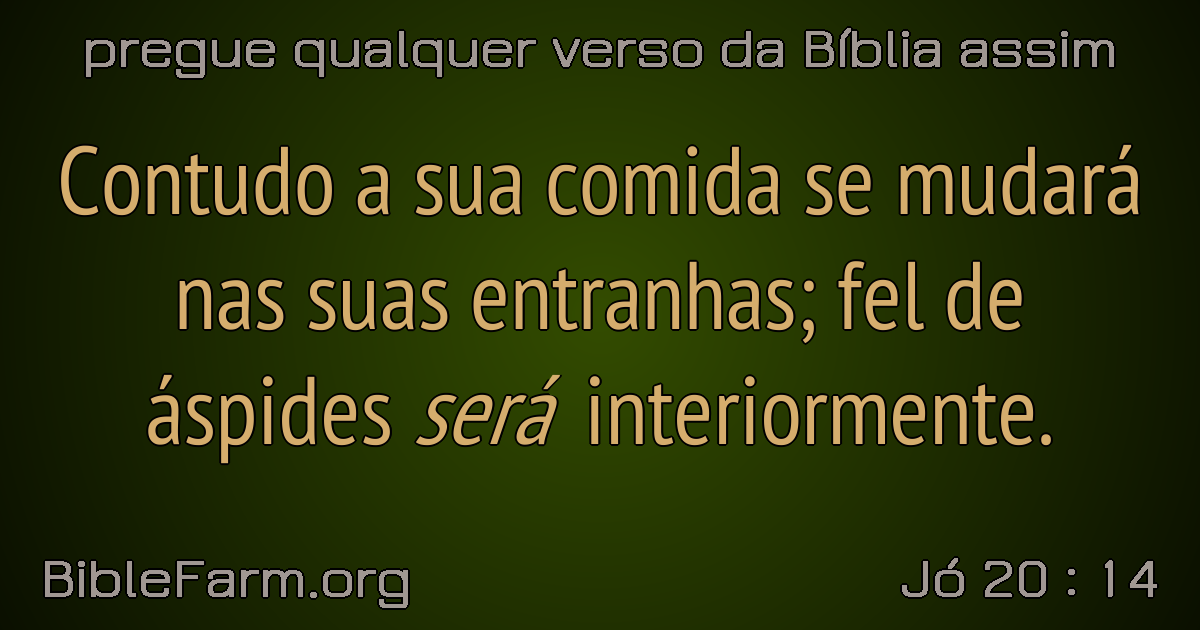 pregue qualquer verso da Bíblia assim
Contudo a sua comida se mudará
nas suas entranhas; fel de
áspides será interiormente.
BibleFarm.org
Jó 20 : 14